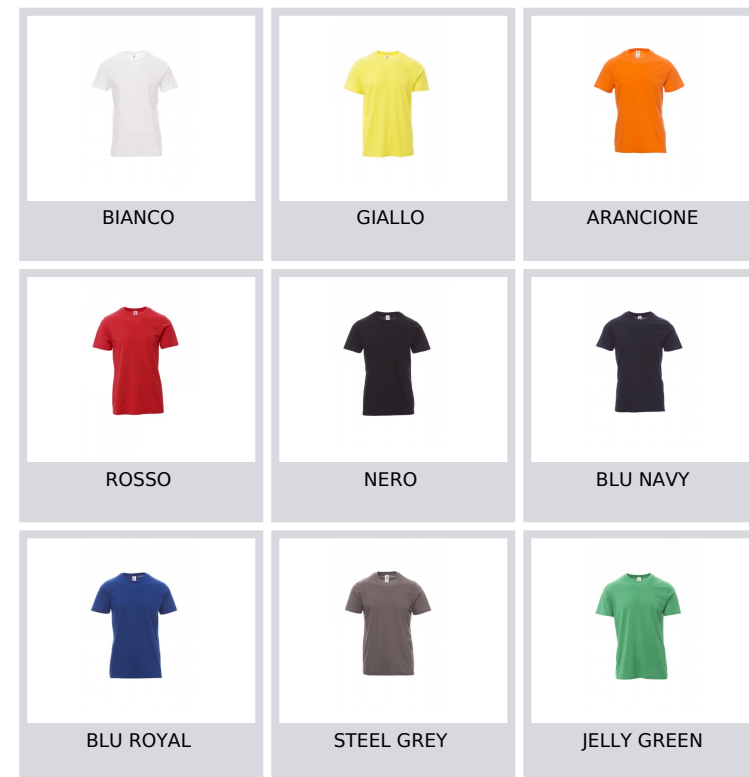 BIANCO
GIALLO
ARANCIONE
ROSSO
NERO
BLU NAVY
BLU ROYAL
STEEL GREY
JELLY GREEN